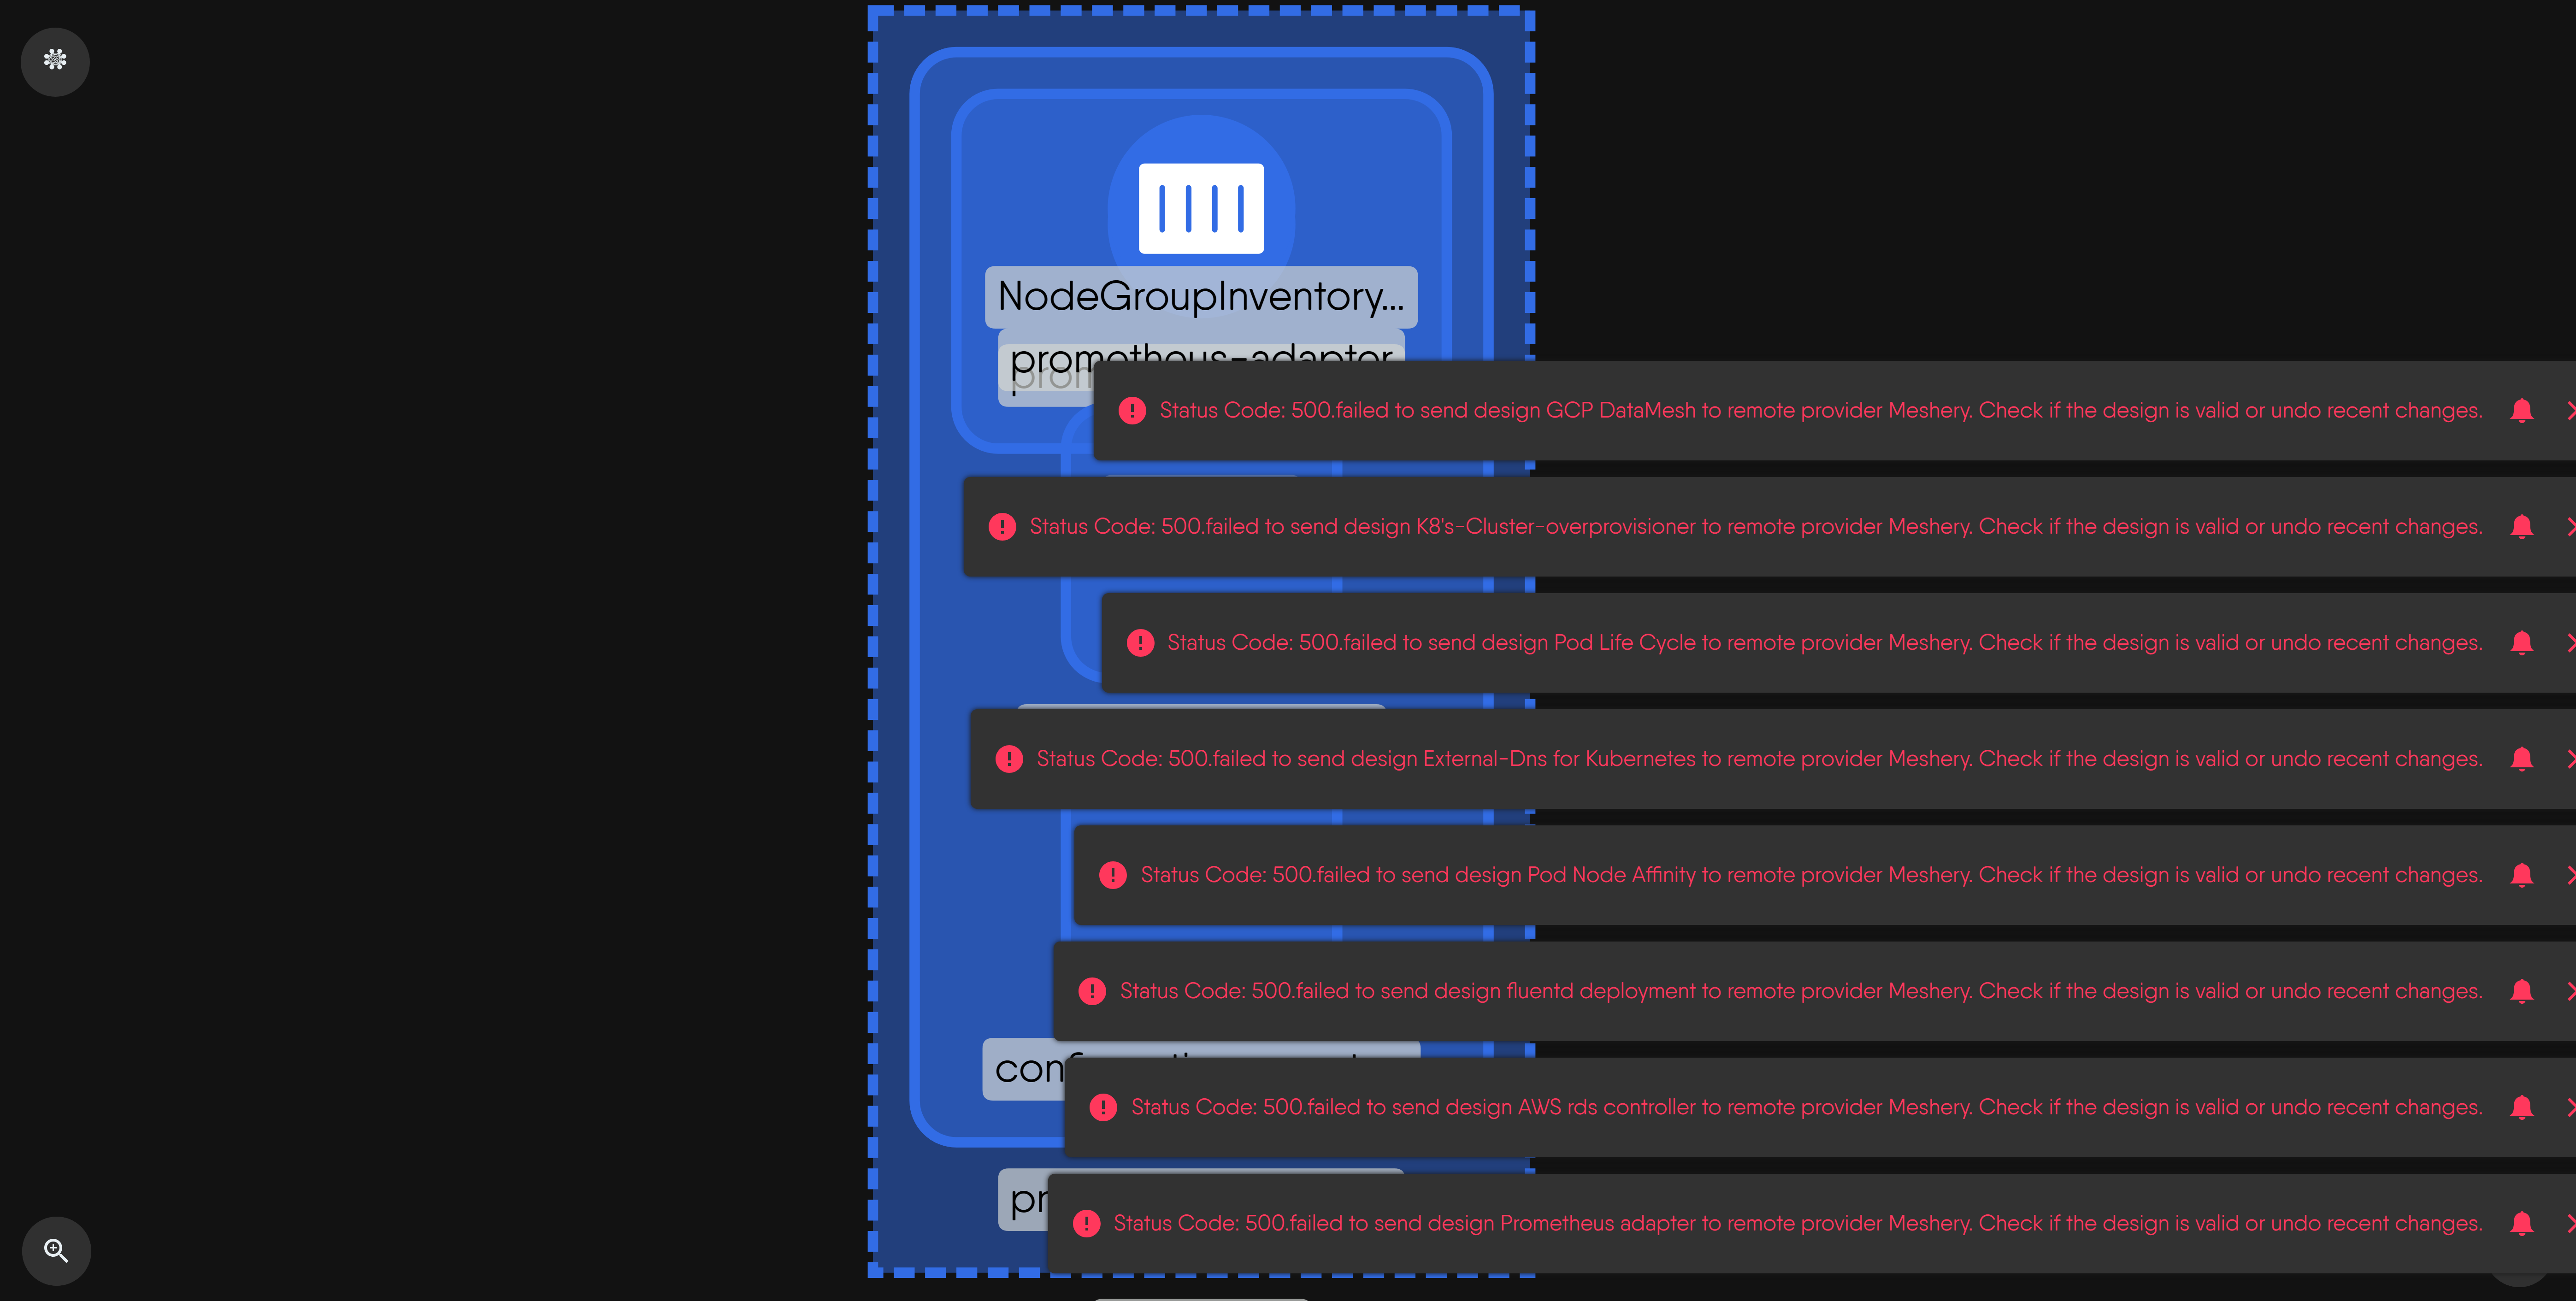 NodeGroupInventory...
prometheus-adapter
Status Code: 500.failed to send design GCP DataMesh to remote provider Meshery. Check if the design is valid or undo recent changes.
Status Code: 500.failed to send design K8's-Cluster-overprovisioner to remote provider Meshery. Check if the design is valid or undo recent changes.
Status Code: 500.failed to send design Pod Life Cycle to remote provider Meshery. Check if the design is valid or undo recent changes.
Status Code: 500.failed to send design External-Dns for Kubernetes to remote provider Meshery. Check if the design is valid or undo recent changes.
Status Code: 500.failed to send design Pod Node Affinity to remote provider Meshery. Check if the design is valid or undo recent changes.
Status Code: 500.failed to send design fluentd deployment to remote provider Meshery. Check if the design is valid or undo recent changes.
Status Code: 500.failed to send design AWS rds controller to remote provider Meshery. Check if the design is valid or undo recent changes.
Status Code: 500.failed to send design Prometheus adapter to remote provider Meshery. Check if the design is valid or undo recent changes.